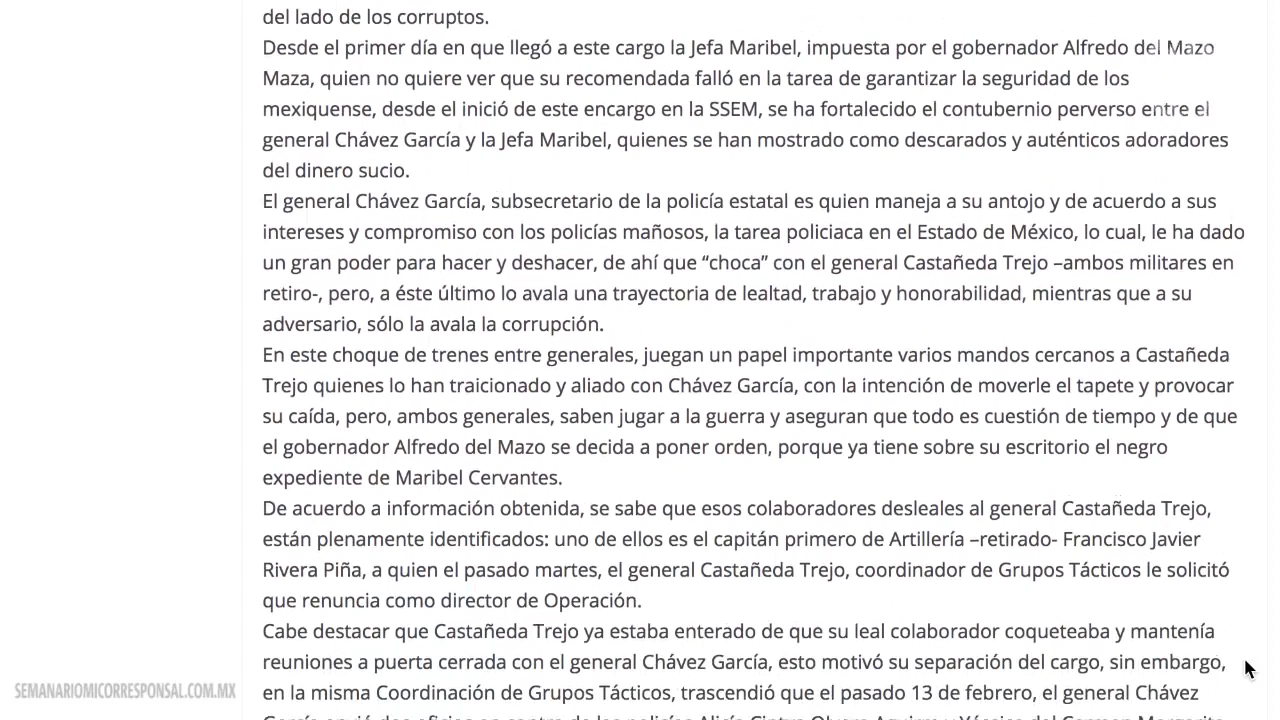 del lado de los corruptos.
Desde el primer día en que llegó a este cargo la Jefa Maribel, impuesta por el gobernador Alfredo del Mazo
Maza, quien no quiere ver que su recomendada falló en la tarea de garantizar la seguridad de los
mexiquense, desde el inició de este encargo en la SSEM, se ha fortalecido el contubernio perverso entre el
general Chávez García y la Jefa Maribel, quienes se han mostrado como descarados y auténticos adoradores
del dinero sucio.
El general Chávez García, subsecretario de la policía estatal es quien maneja a su antojo y de acuerdo a sus
intereses y compromiso con los policías mañosos, la tarea policiaca en el Estado de México, lo cual, le ha dado
un gran poder para hacer y deshacer, de ahí que “choca” con el general Castañeda Trejo –ambos militares en
retiro-, pero, a éste último lo avala una trayectoria de lealtad, trabajo y honorabilidad, mientras que a su
adversario, sólo la avala la corrupción.
En este choque de trenes entre generales, juegan un papel importante varios mandos cercanos a Castañeda
Trejo quienes lo han traicionado y aliado con Chávez García, con la intención de moverle el tapete y provocar
su caída, pero, ambos generales, saben jugar a la guerra y aseguran que todo es cuestión de tiempo y de que
el gobernador Alfredo del Mazo se decida a poner orden, porque ya tiene sobre su escritorio el negro
expediente de Maribel Cervantes.
De acuerdo a información obtenida, se sabe que esos colaboradores desleales al general Castañeda Trejo,
están plenamente identificados: uno de ellos es el capitán primero de Artillería –retirado- Francisco Javier
Rivera Piña, a quien el pasado martes, el general Castañeda Trejo, coordinador de Grupos Tácticos le solicitó
que renuncia como director de Operación.
Cabe destacar que Castañeda Trejo ya estaba enterado de que su leal colaborador coqueteaba y mantenía
reuniones a puerta cerrada con el general Chávez García, esto motivó su separación del cargo, sin embargo,
SEMANARIOMICORRESPONSAL.COM.MX
en la misma Coordinación de Grupos Tácticos, trascendió que el pasado 13 de febrero, el general Chávez